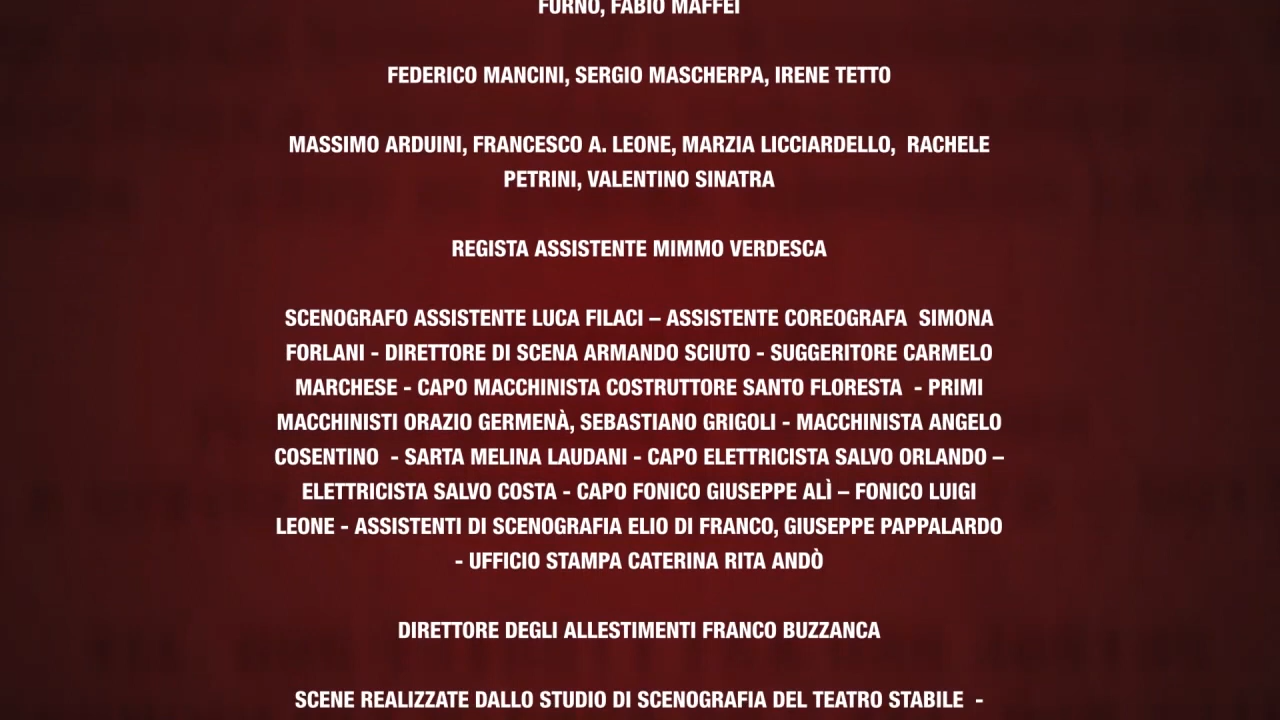 FURNO, FABIO MAFFEI
FEDERICO MANCINI, SERGIO MASCHERPA, IRENE TETTO
MASSIMO ARDUINI, FRANCESCO A. LEONE, MARZIA LICCIARDELLO,  RACHELE
PETRINI, VALENTINO SINATRA
REGISTA ASSISTENTE MIMMO VERDESCA
SCENOGRAFO ASSISTENTE LUCA FILACI – ASSISTENTE COREOGRAFA  SIMONA
FORLANI - DIRETTORE DI SCENA ARMANDO SCIUTO - SUGGERITORE CARMELO
MARCHESE - CAPO MACCHINISTA COSTRUTTORE SANTO FLORESTA  - PRIMI
MACCHINISTI ORAZIO GERMENÀ, SEBASTIANO GRIGOLI - MACCHINISTA ANGELO
COSENTINO  - SARTA MELINA LAUDANI - CAPO ELETTRICISTA SALVO ORLANDO –
ELETTRICISTA SALVO COSTA - CAPO FONICO GIUSEPPE ALÌ – FONICO LUIGI
LEONE - ASSISTENTI DI SCENOGRAFIA ELIO DI FRANCO, GIUSEPPE PAPPALARDO
- UFFICIO STAMPA CATERINA RITA ANDÒ
DIRETTORE DEGLI ALLESTIMENTI FRANCO BUZZANCA
SCENE REALIZZATE DALLO STUDIO DI SCENOGRAFIA DEL TEATRO STABILE  -